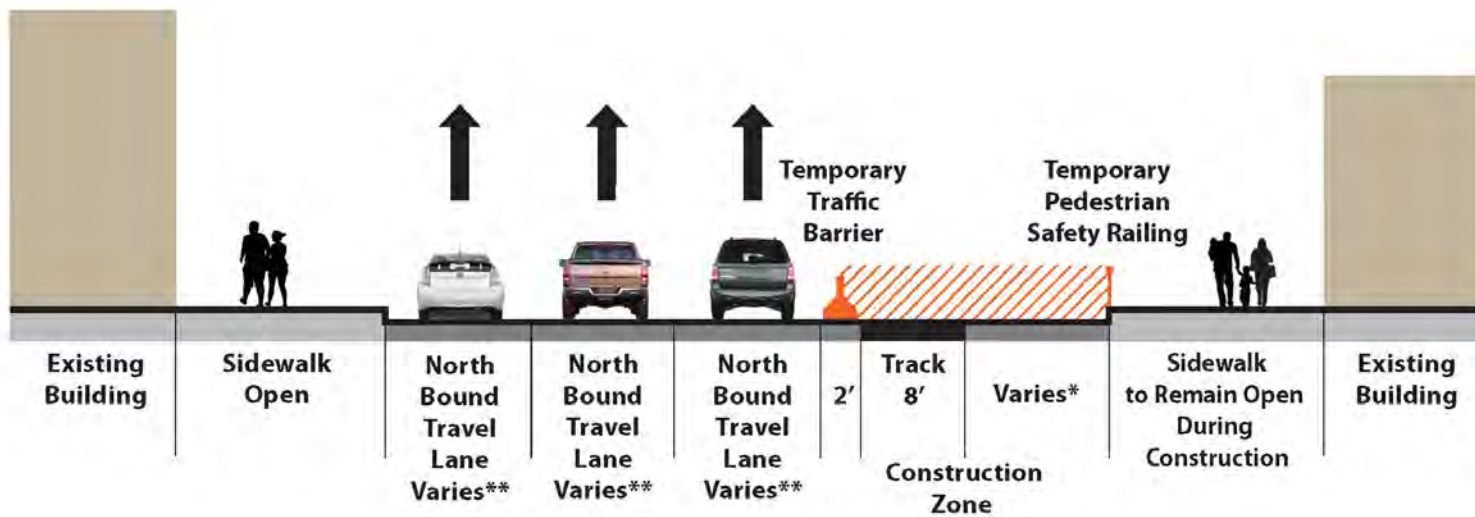 Temporary
Traffic
Barrier
Temporary
Pedestrian
Safety Railing
Existing
Building
Sidewalk
Open
North
Bound
Travel
Lane
Varies**
North
Bound
Travel
Lane
Varies**
North
Bound
Travel
Lane
Varies**
2’
Track
8’
Varies*
Construction
Zone
Sidewalk
to Remain Open
During
Construction
Existing
Building